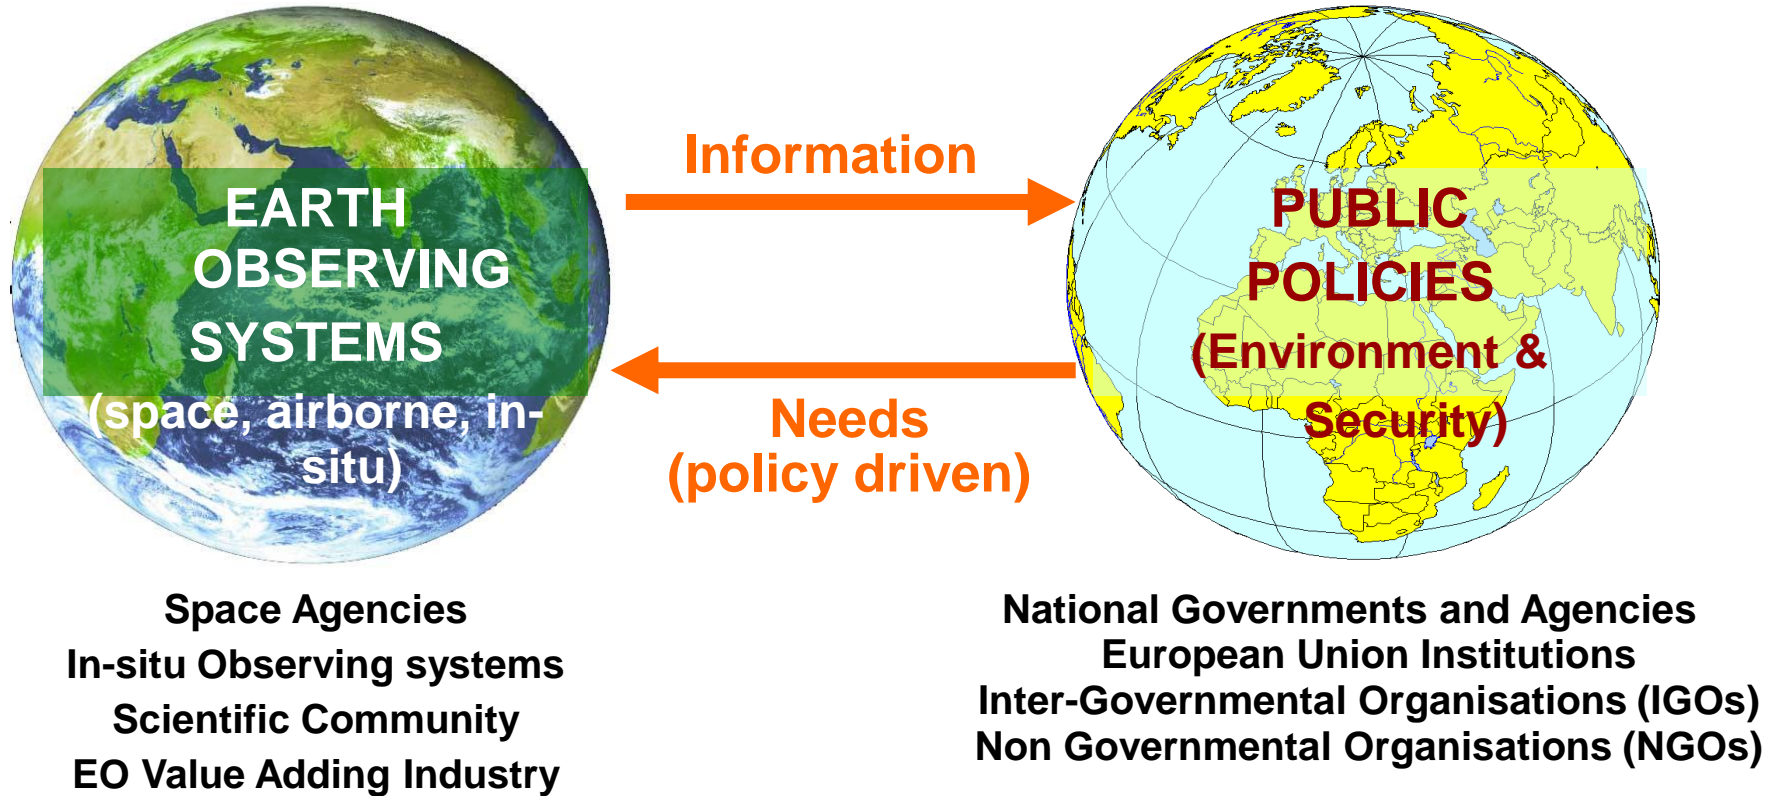 EARTH
OBSERVING
SYSTEMS
(space, airborne, in-
situ)
Information
Needs
(policy driven)
PUBLIC
POLICIES
(Environment &
Security)
Space Agencies
In-situ Observing systems
Scientific Community
EO Value Adding Industry
National Governments and Agencies
European Union Institutions
Inter-Governmental Organisations (IGOs)
Non Governmental Organisations (NGOs)